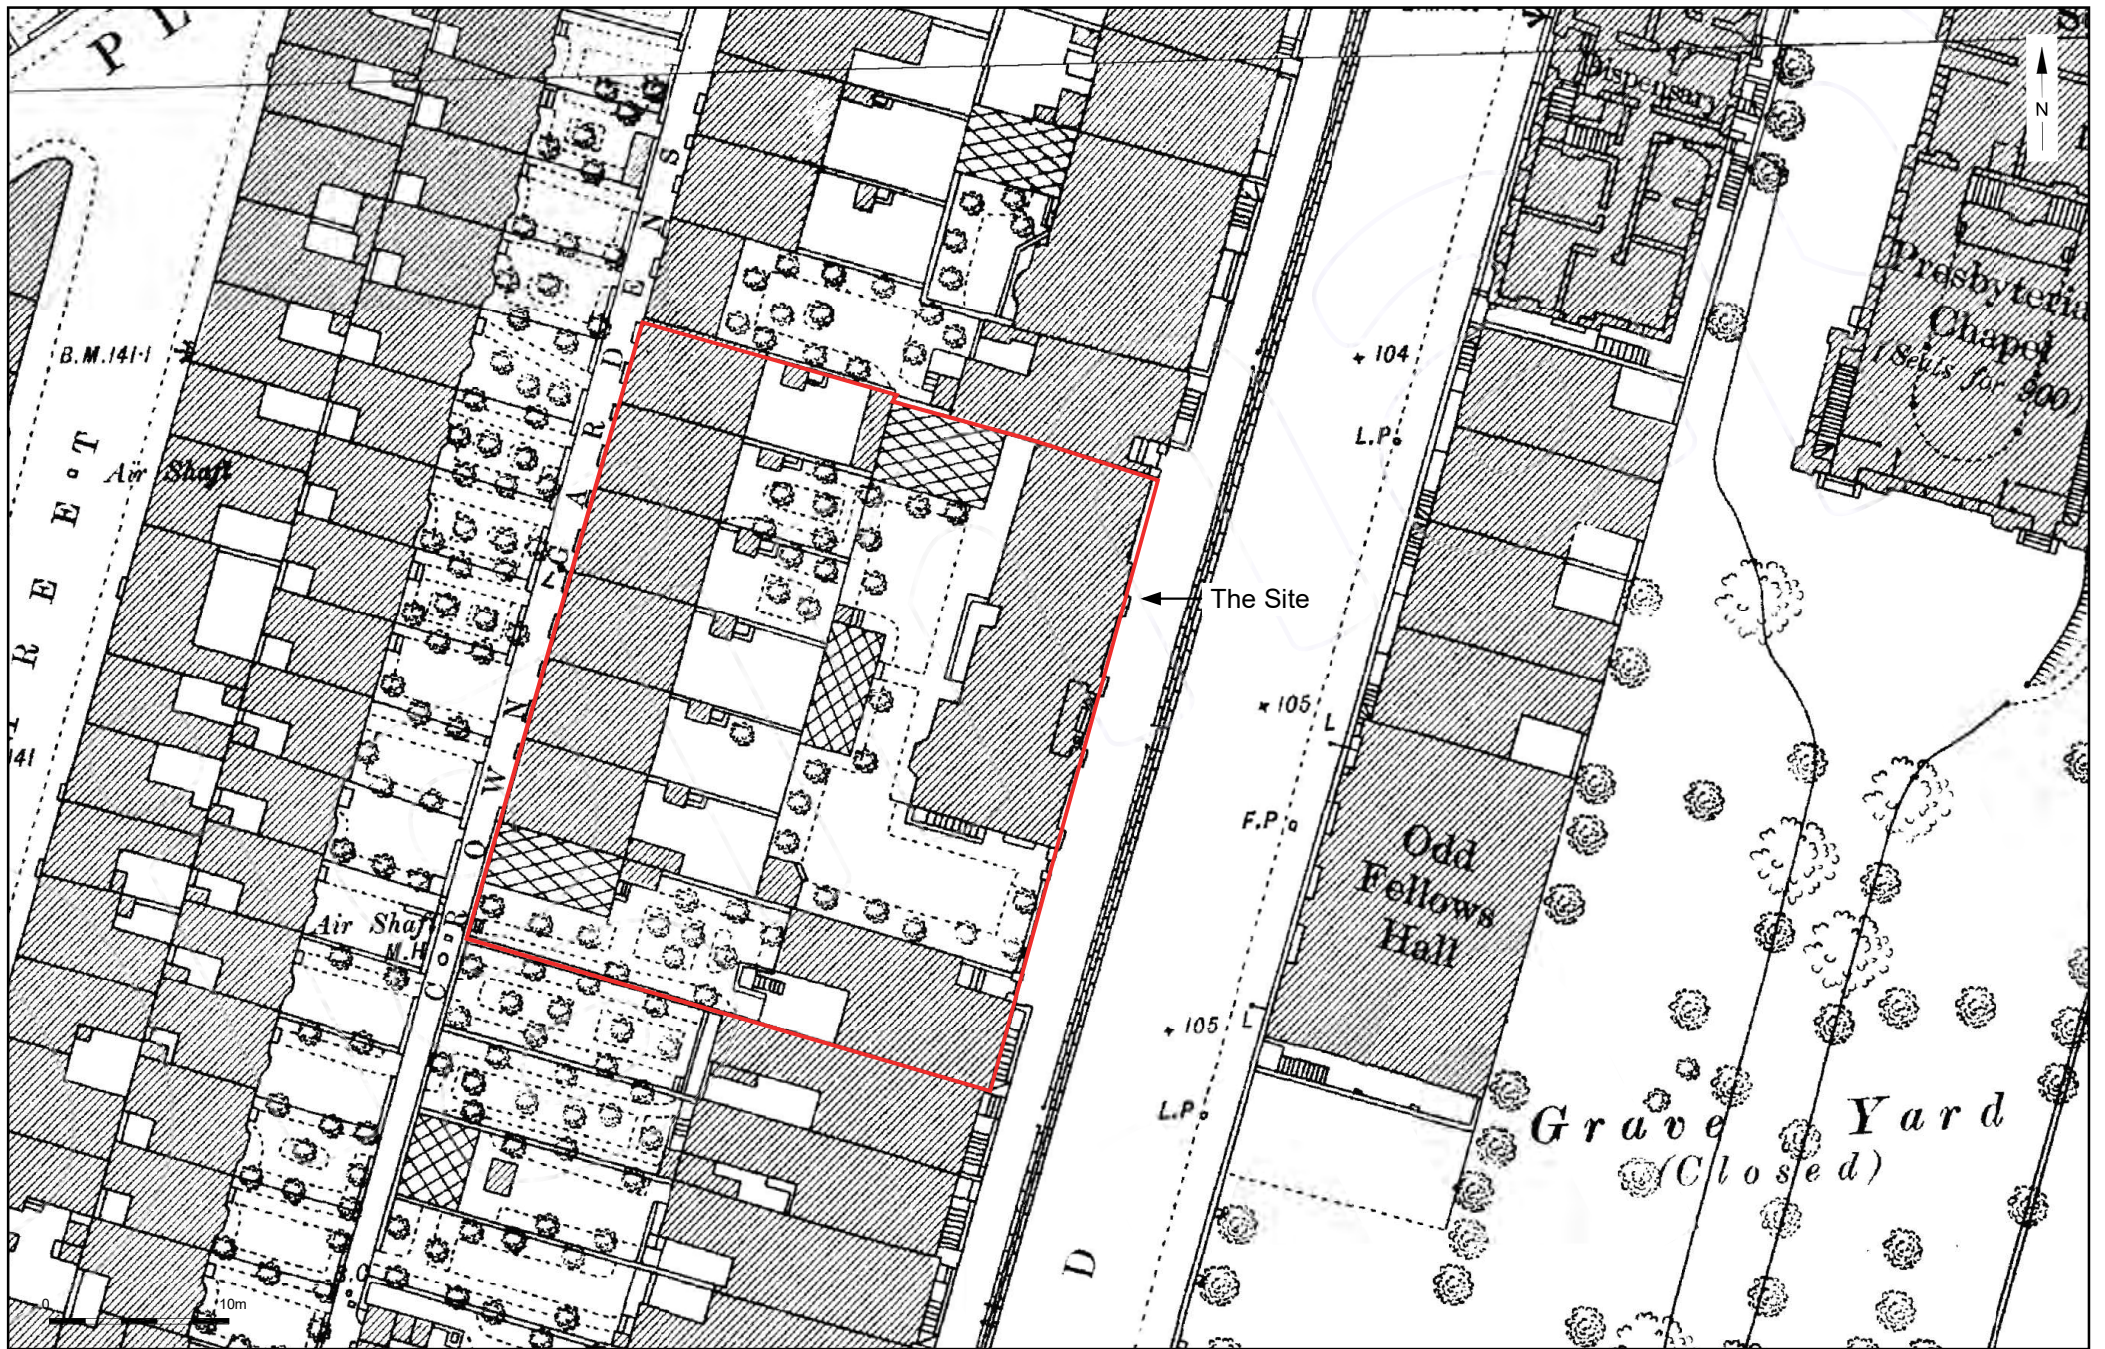 P L
N
Dispensary
Chapel
(Seats for 900)
B.M.141·1
+ 104
L.P
R E E T
Air Shaft
C R O W N G A R D E N S
The Site
+ 105
L
141
F.P
Odd
Fellows
Hall
Air Shaft
M.H
+ 105
L
L.P
Grave Yard
(Closed)
D
0 10m